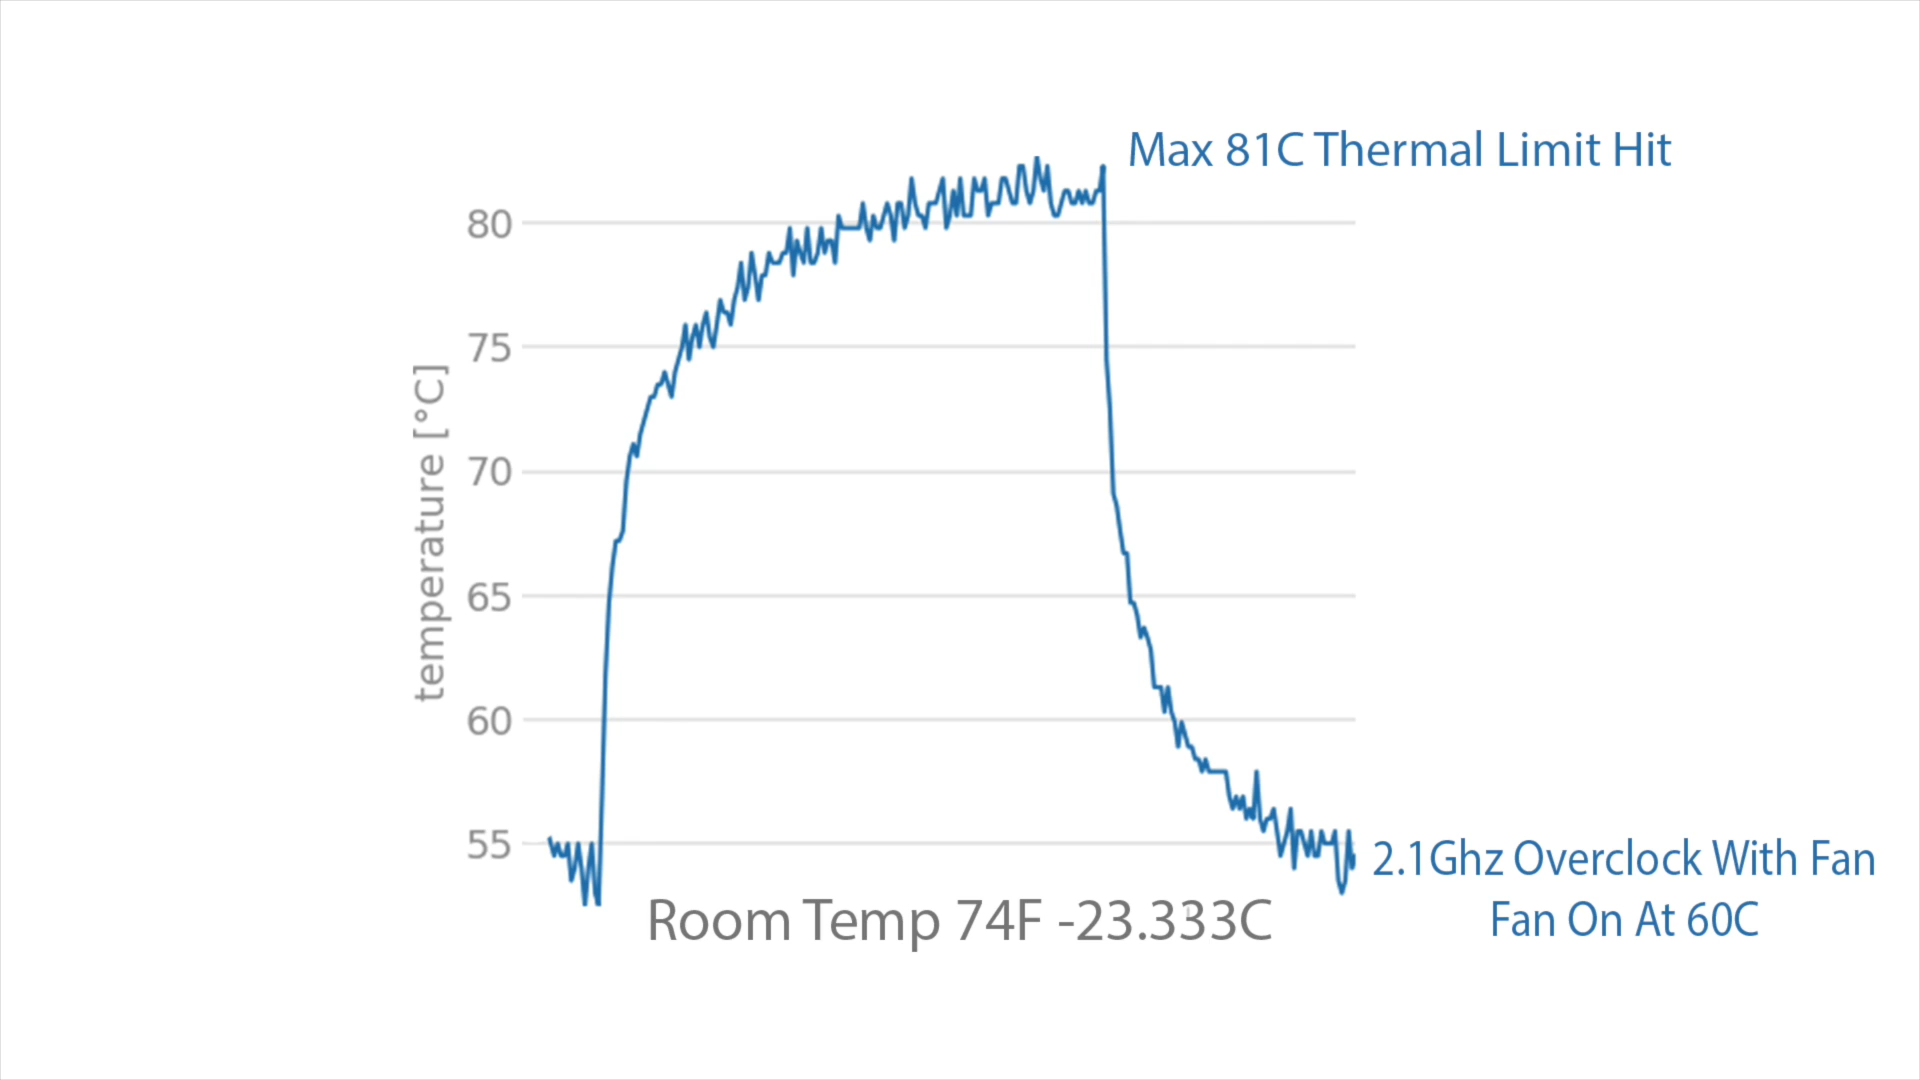 Max 81C Thermal Limit Hit
80
75
70
65
60
55
temperature [°C]
2.1Ghz Overclock With Fan
Fan On At 60C
Room Temp 74F -23.333C